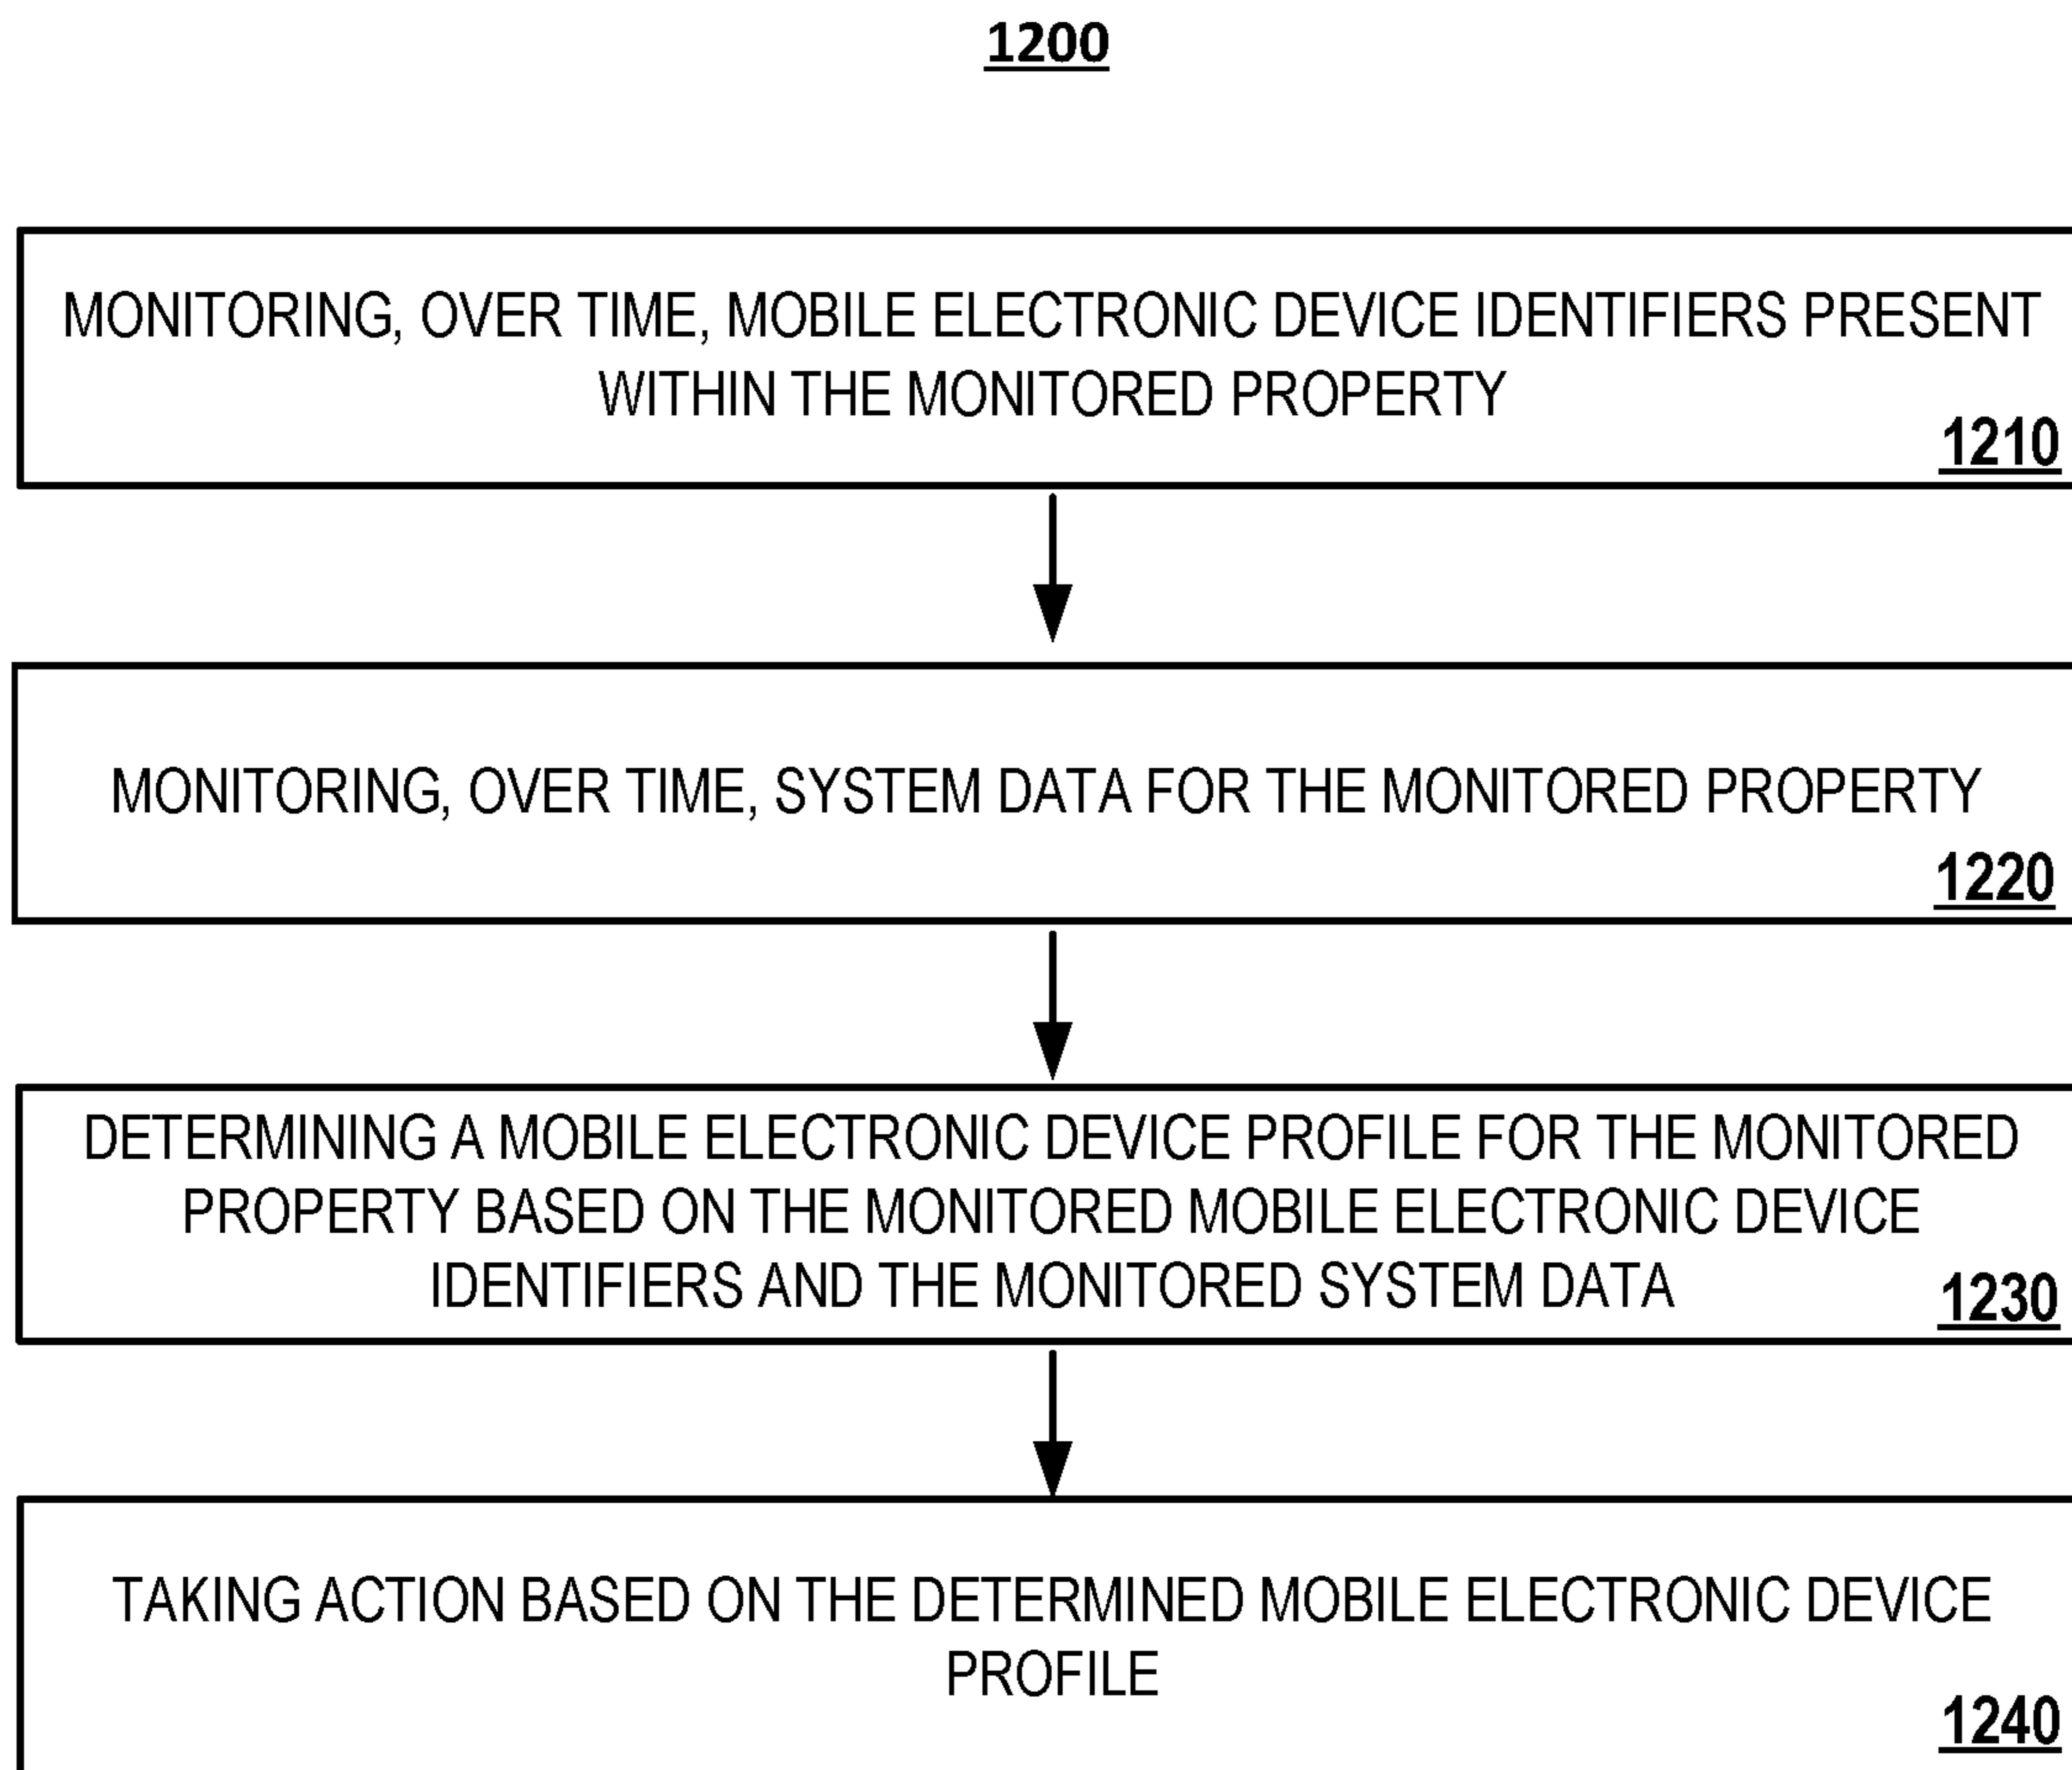 1200
MONITORING, OVER TIME, MOBILE ELECTRONIC DEVICE IDENTIFIERS PRESENT
WITHIN THE MONITORED PROPERTY
1210
MONITORING, OVER TIME, SYSTEM DATA FOR THE MONITORED PROPERTY
1220
DETERMINING A MOBILE ELECTRONIC DEVICE PROFILE FOR THE MONITORED
PROPERTY BASED ON THE MONITORED MOBILE ELECTRONIC DEVICE
IDENTIFIERS AND THE MONITORED SYSTEM DATA
1230
TAKING ACTION BASED ON THE DETERMINED MOBILE ELECTRONIC DEVICE
PROFILE
1240